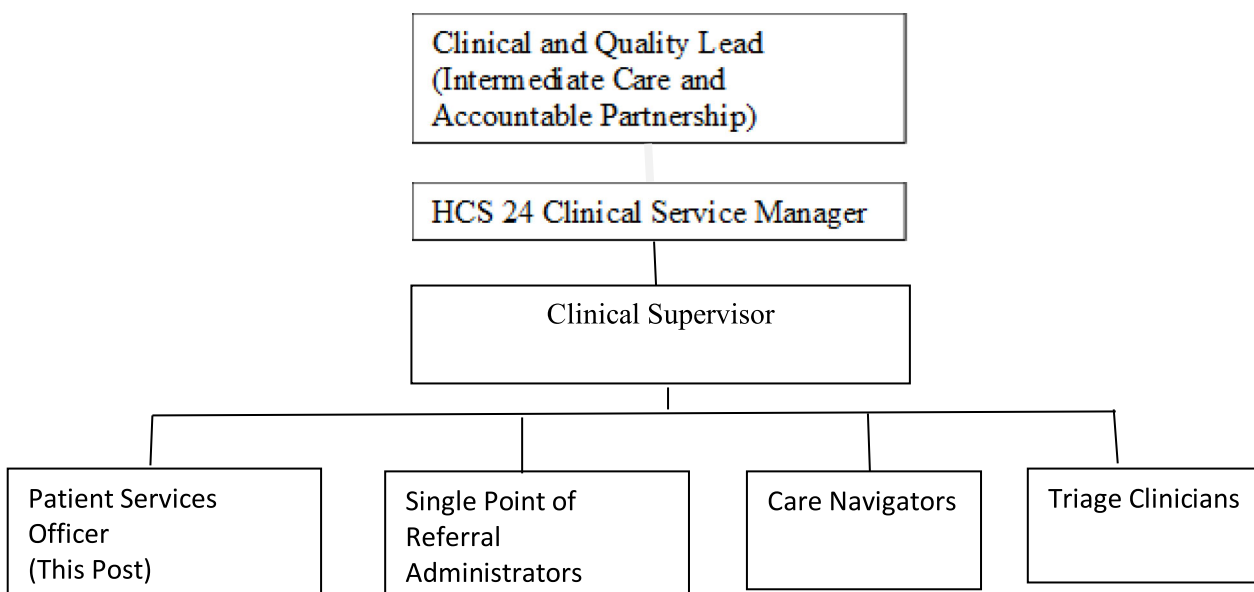 Clinical and Quality Lead
(Intermediate Care and
Accountable Partnership)
HCS 24 Clinical Service Manager
Clinical Supervisor
Patient Services
Officer
(This Post)
Single Point of
Referral
Administrators
Care Navigators
Triage Clinicians